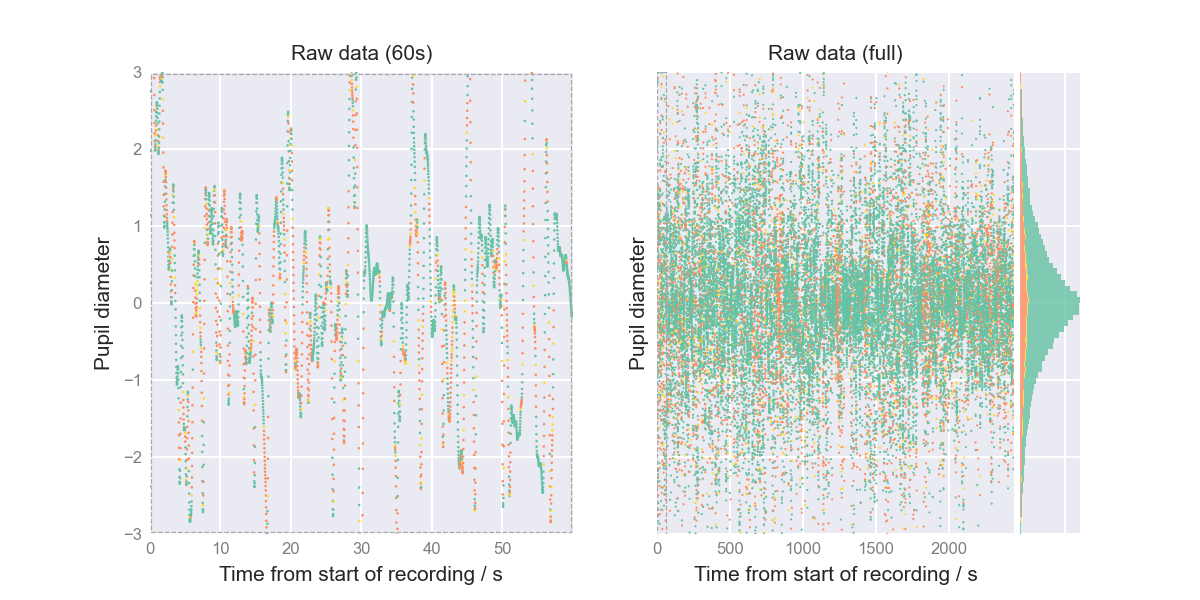 Raw data (60s)
Pupil diameter
3
2
1
0
−1
−2
−3
0 10 20 30 40 50
Time from start of recording / s
Raw data (full)
Pupil diameter
0 500 1000 1500 2000
Time from start of recording / s